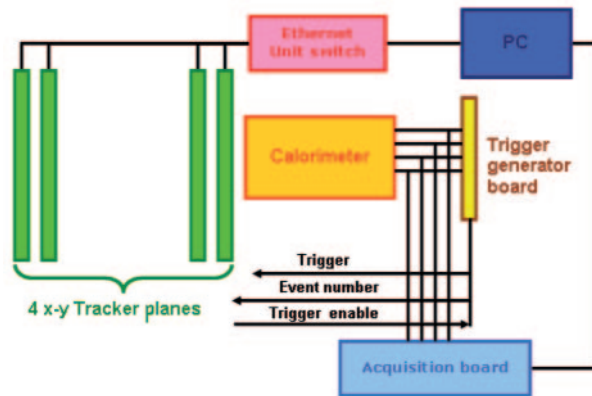 Ethernet
Unit switch
PC
Calorimeter
Trigger
generator
board
Trigger
Event number
Trigger enable
4 x-y Tracker planes
Acquisition board